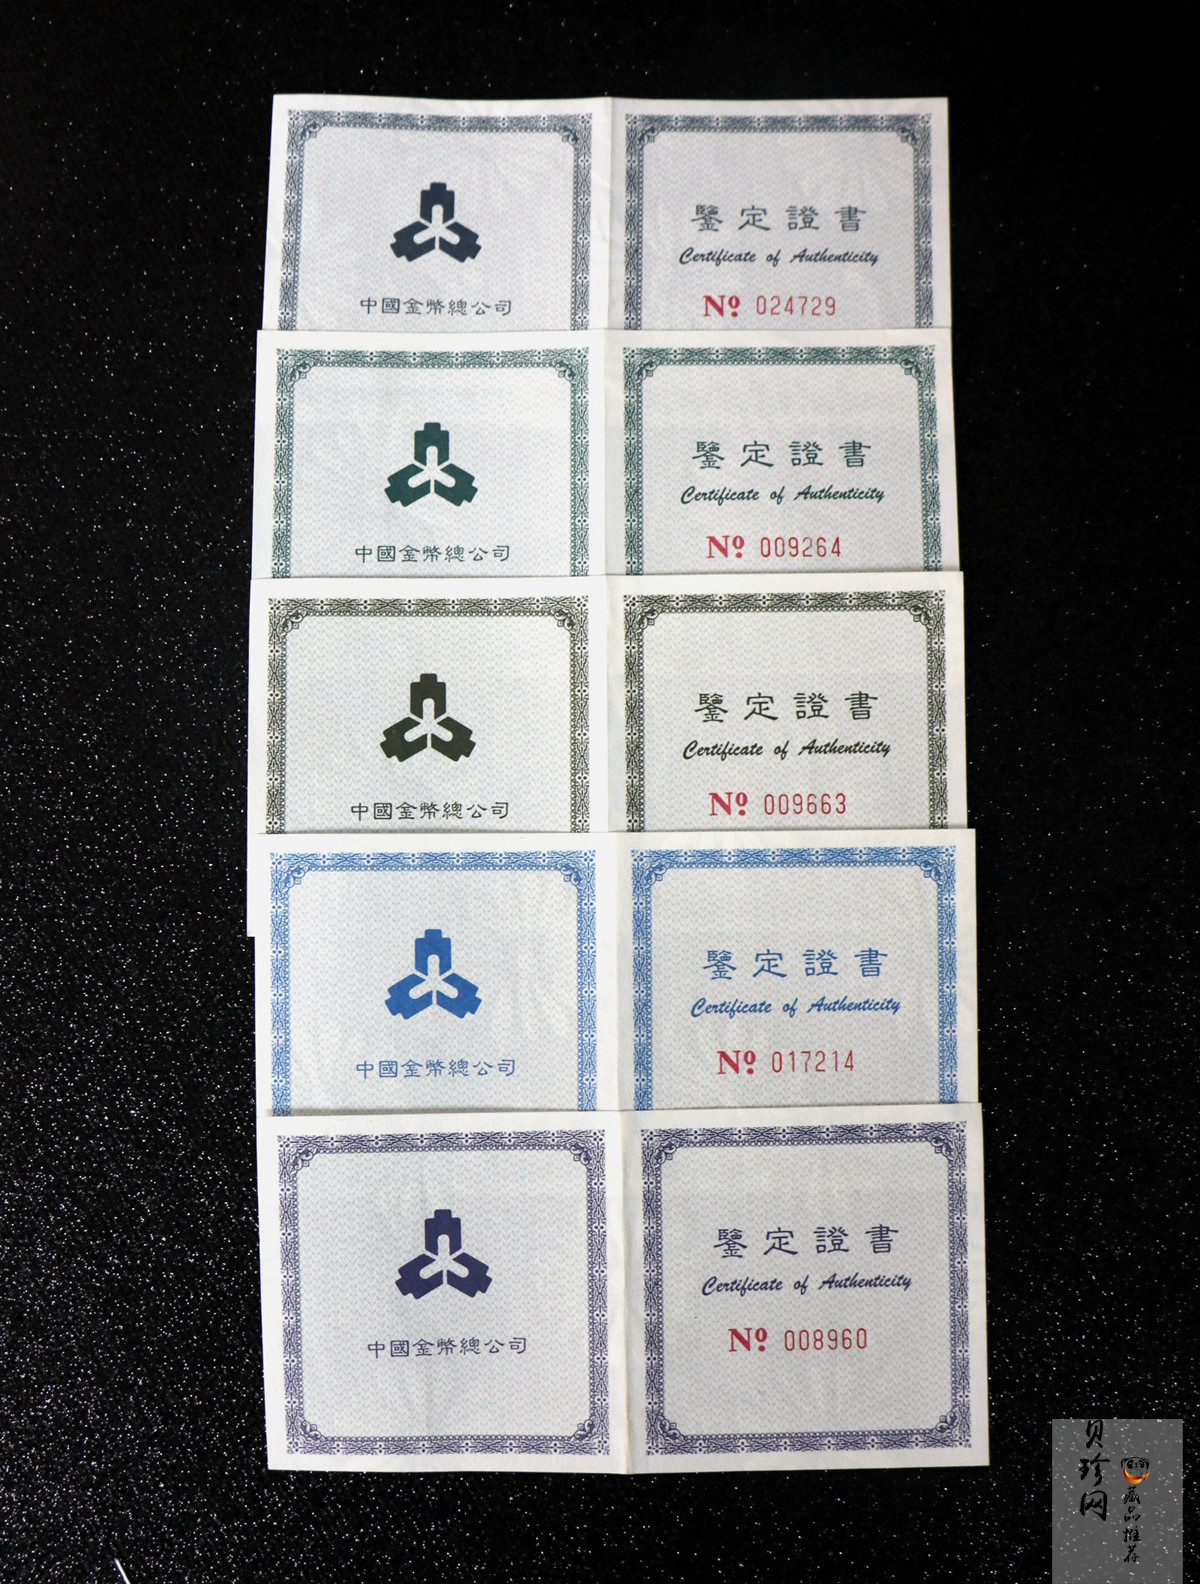 鑒定證書
Certificate of Authenticity
中國金幣總公司
Nº 024729
鑒定證書
Certificate of Authenticity
中國金幣總公司
Nº 009264
鑒定證書
Certificate of Authenticity
中國金幣總公司
Nº 009663
鑒定證書
Certificate of Authenticity
中國金幣總公司
Nº 017214
鑒定證書
Certificate of Authenticity
中國金幣總公司
Nº 008960
贝珍网
藏品推荐